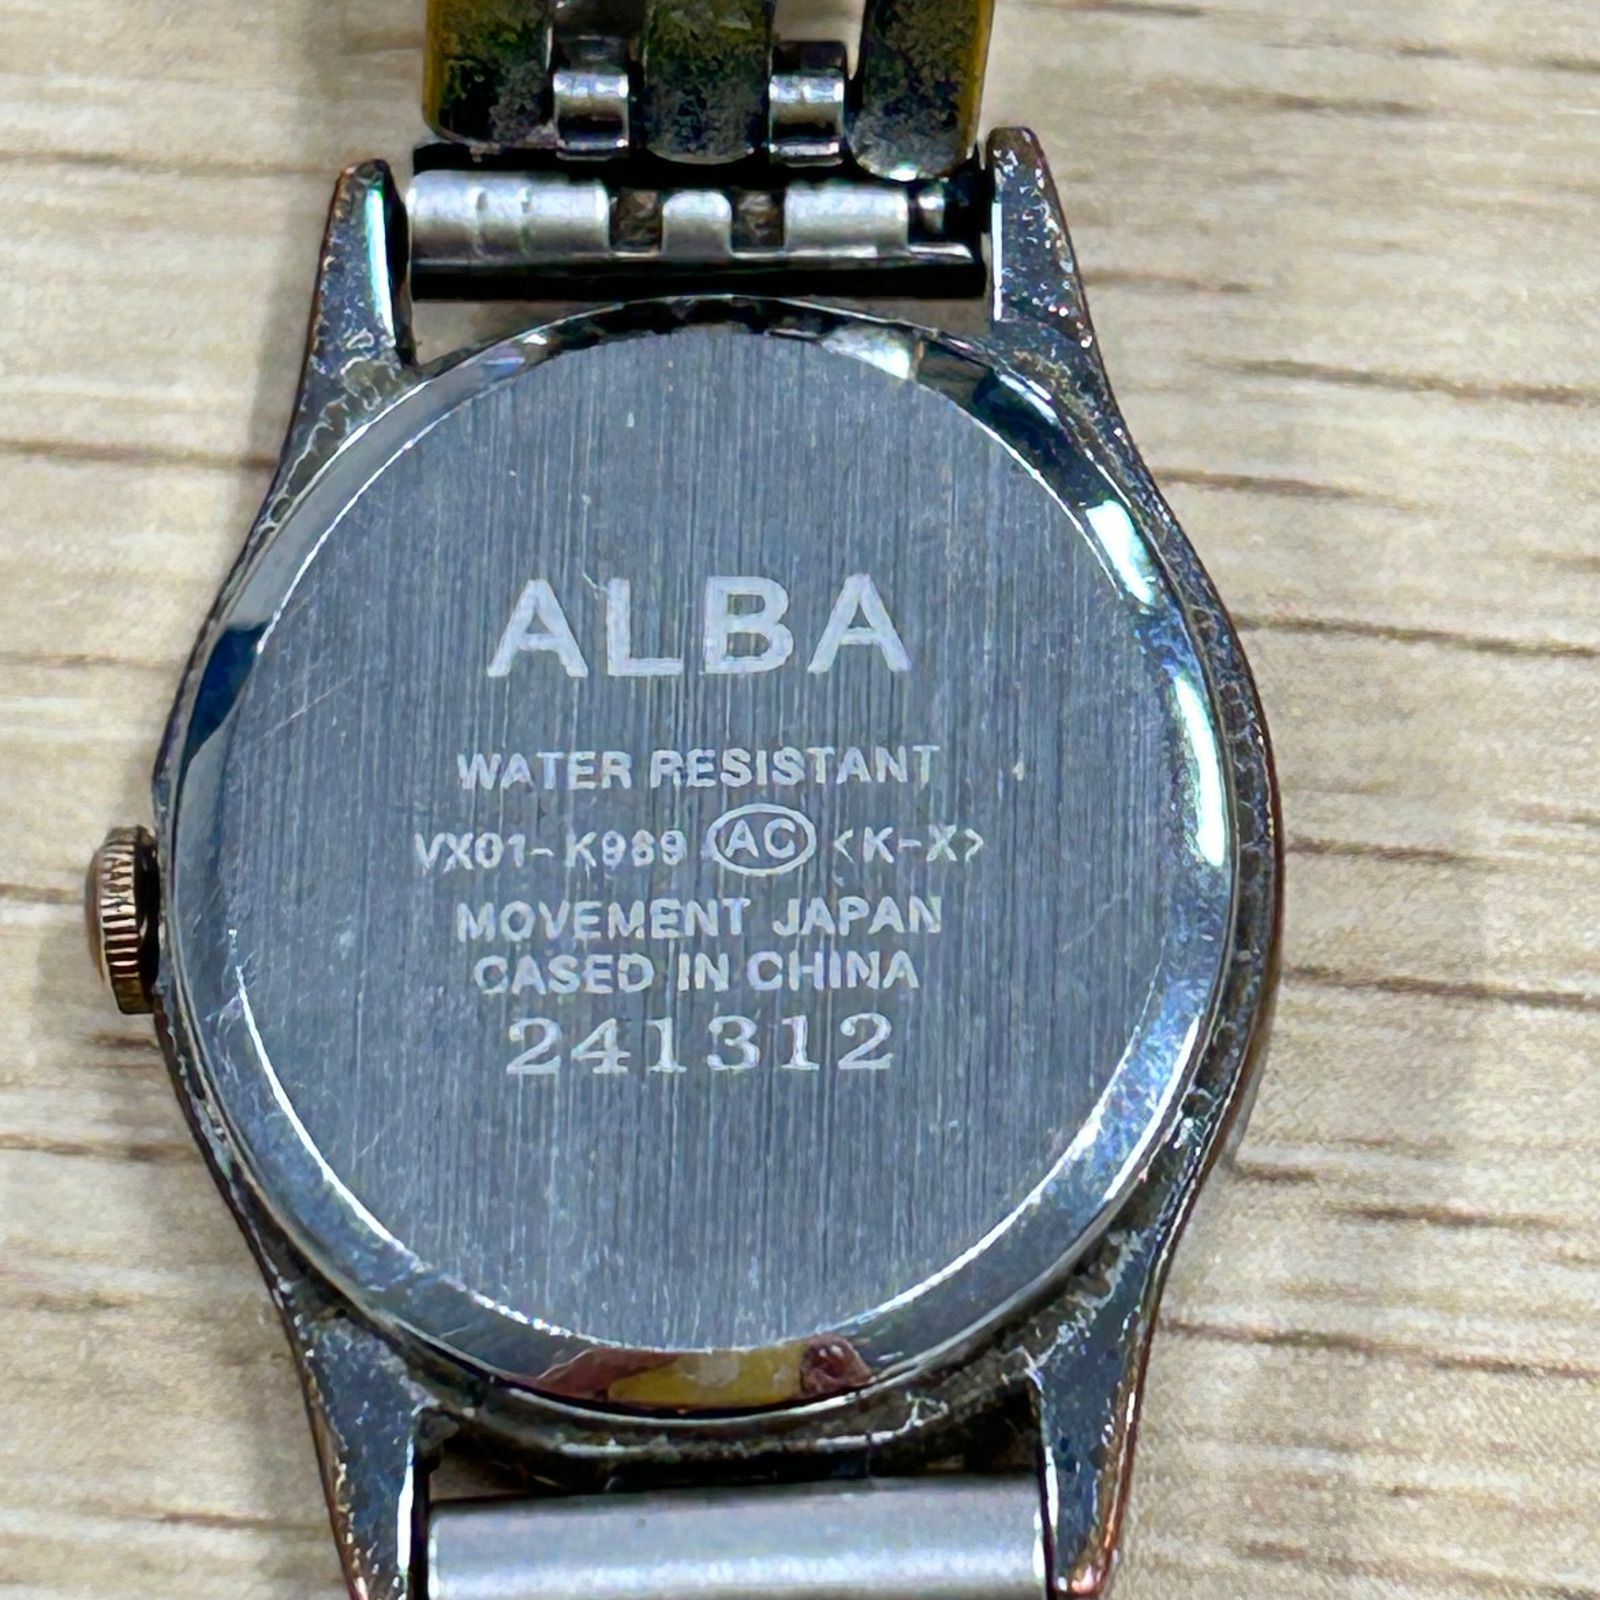 ALBA
WATER RESISTANT
VX01-K989 AC <K-X>
MOVEMENT JAPAN
CASED IN CHINA
241312